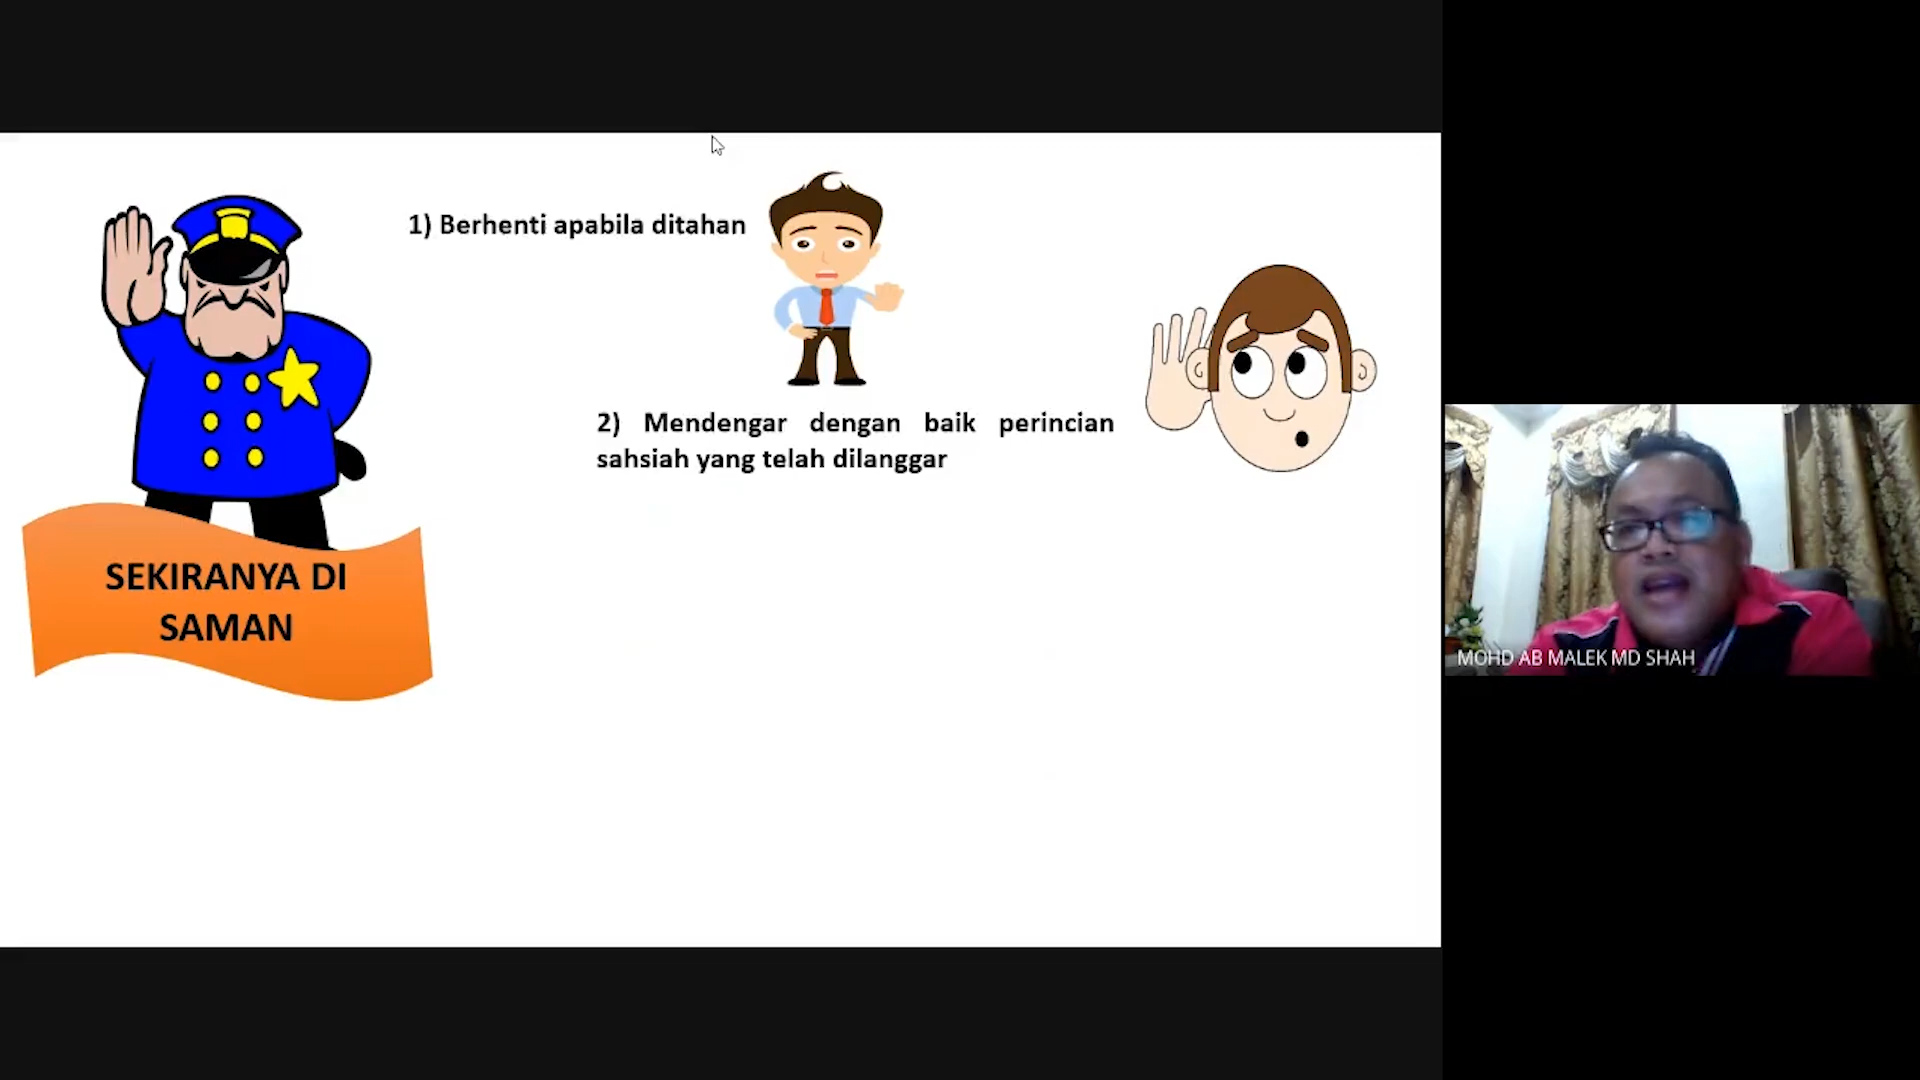 1) Berhenti apabila ditahan
2) Mendengar dengan baik perincian
sahsiah yang telah dilanggar
SEKIRANYA DI
SAMAN
MOHD AB MALEK MD SHAH